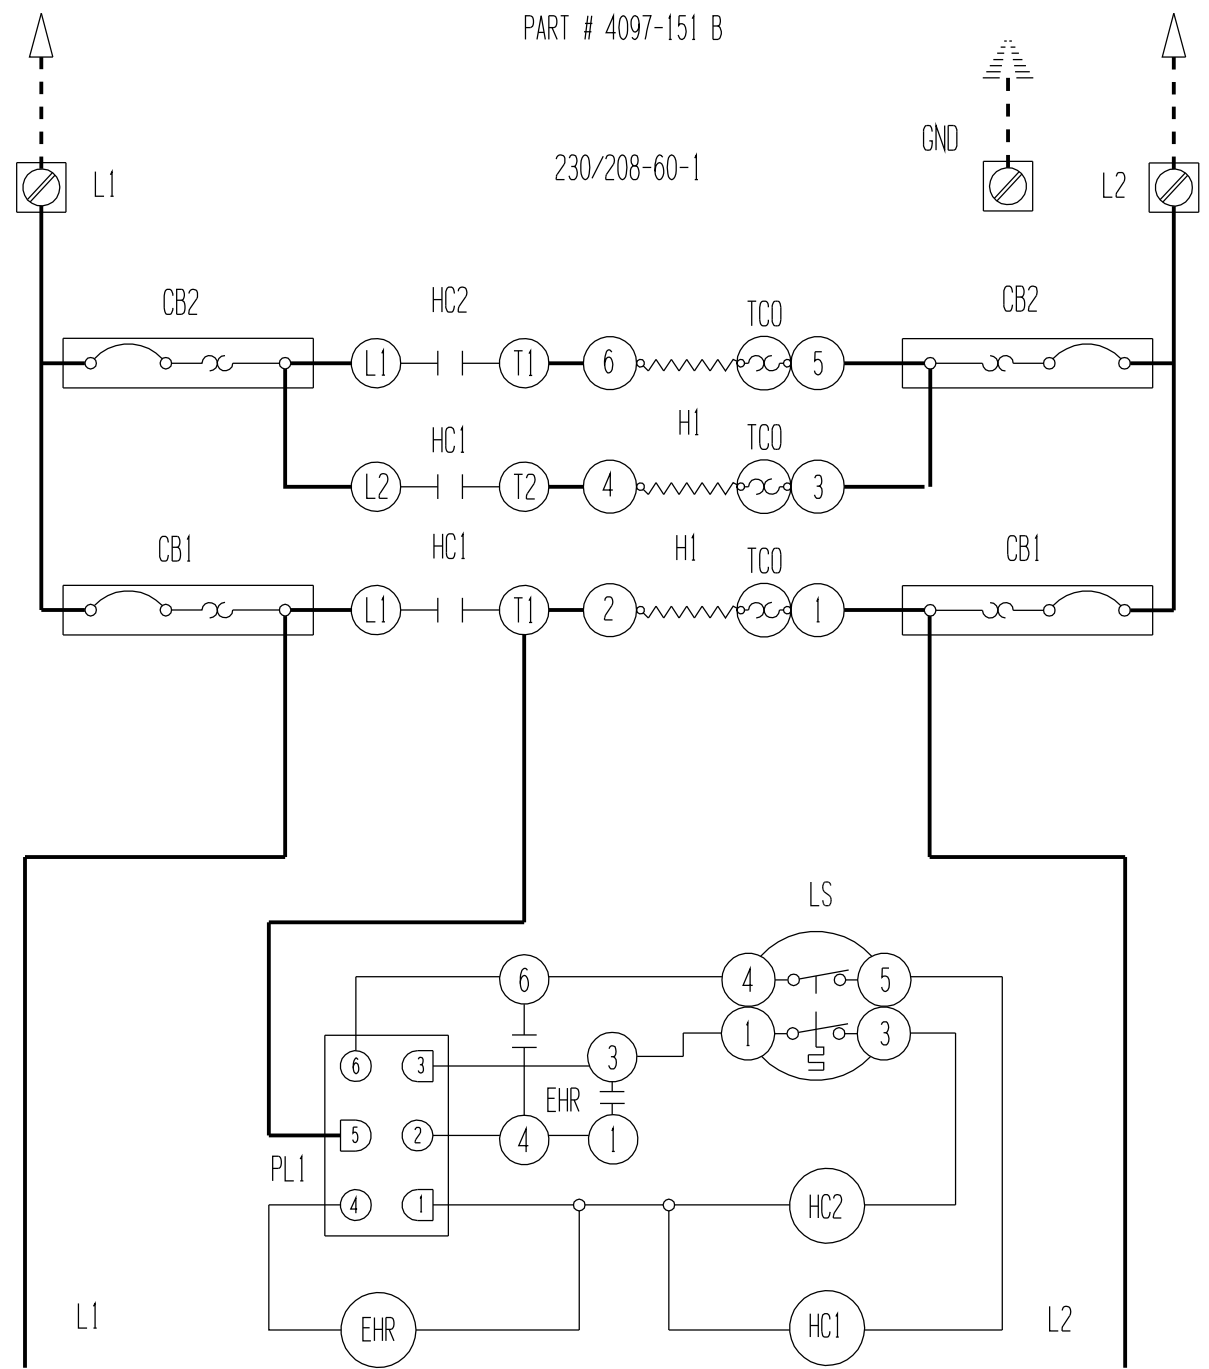 PART # 4097-151 B
GND
L1
230/208-60-1
L2
CB2
HC2
TCO
CB2
L1
T1
6
5
H1
HC1
TCO
L2
T2
4
3
CB1
HC1
H1
TCO
CB1
L1
T1
2
1
LS
6
4
5
1
3
6
3
3
EHR
5
2
4
1
PL1
4
1
HC2
L1
EHR
HC1
L2